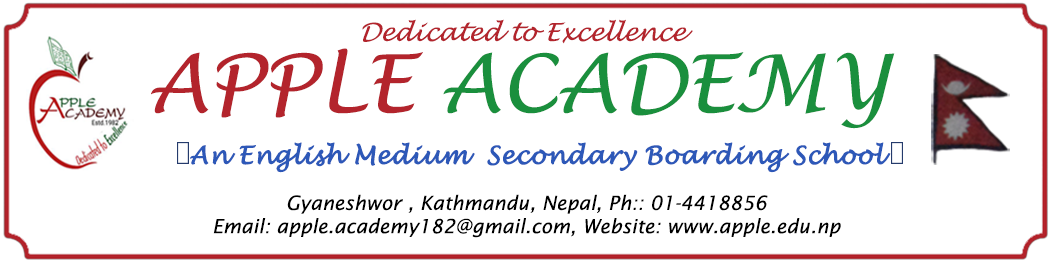 Dedicated to Excellence
APPLE ACADEMY
APPLE
ACADEMY
Estd.1982
Dedicated to Excellence
An English Medium Secondary Boarding School
Gyaneshwor , Kathmandu, Nepal, Ph:: 01-4418856
Email: apple.academy182@gmail.com, Website: www.apple.edu.np